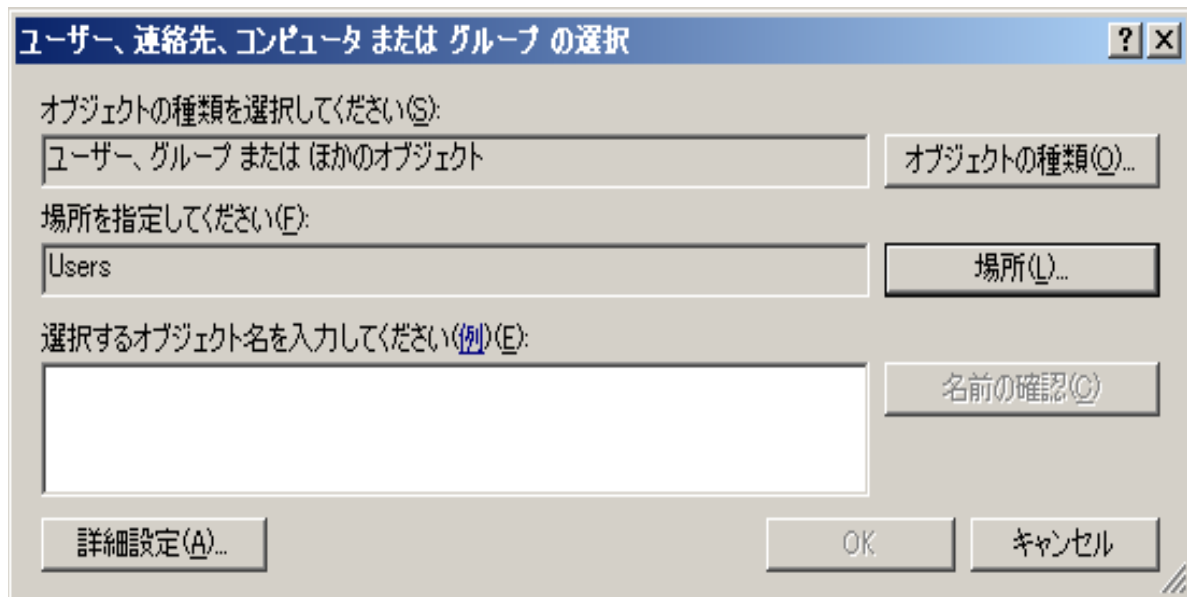 ユーザー、連絡先、コンピュータ または グループ の選択
オブジェクトの種類を選択してください(S):
ユーザー、グループ または ほかのオブジェクト
オブジェクトの種類(O)...
場所を指定してください(F):
Users
場所(L)...
選択するオブジェクト名を入力してください(例)(E):
名前の確認(C)
詳細設定(A)...
OK
キャンセル